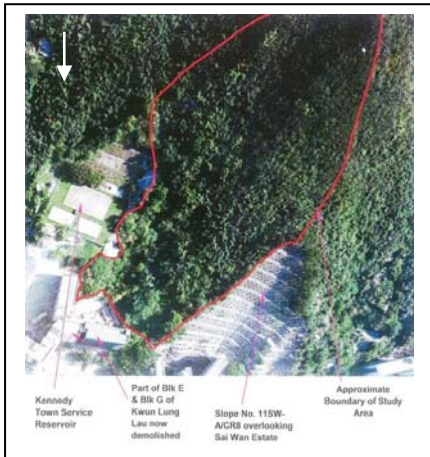 Kennedy
Town Service
Reservoir
Part of Blk E
& Blk G of
Kwun Lung
Lau now
demolished
Slope No. 11SW-
A/CR8 overlooking
Sai Wan Estate
Approximate
Boundary of Study
Area